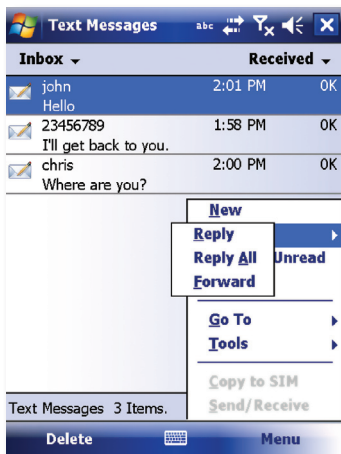 Text Messages abc
Inbox Received
john 2:01 PM 0K
Hello
23456789 1:58 PM 0K
I'll get back to you.
chris 2:00 PM 0K
Where are you?
New
Reply
Reply All Unread
Forward
Go To
Tools
Copy to SIM
Send/Receive
Text Messages 3 Items.
Delete Menu